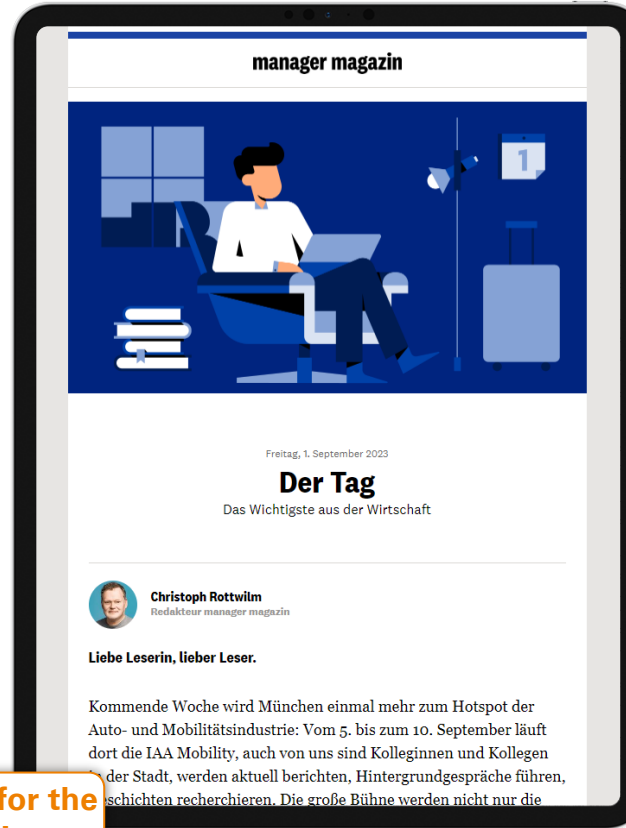 manager magazin
1
Freitag, 1. September 2023
Der Tag
Das Wichtigste aus der Wirtschaft
Christoph Rottwilm
Redakteur manager magazin
Liebe Leserin, lieber Leser.
Kommende Woche wird München einmal mehr zum Hotspot der
Auto- und Mobilitätsindustrie: Vom 5. bis zum 10. September läuft
dort die IAA Mobility, auch von uns sind Kolleginnen und Kollegen
der Stadt, werden aktuell berichten, Hintergrundgespräche führen,
recherchieren. Die große Bühne werden nicht nur die
for the